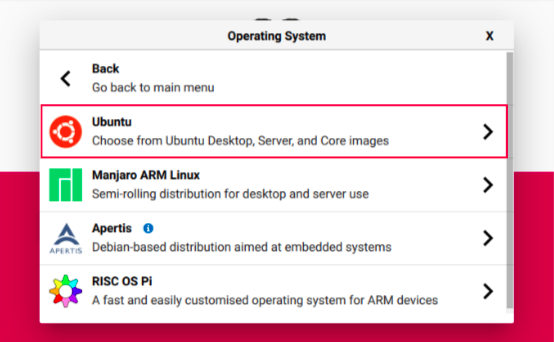 Operating System
X
Back
Go back to main menu
Ubuntu
Choose from Ubuntu Desktop, Server, and Core images
Manjaro ARM Linux
Semi-rolling distribution for desktop and server use
Apertis
Debian-based distribution aimed at embedded systems
APERTIS
RISC OS Pi
A fast and easily customised operating system for ARM devices